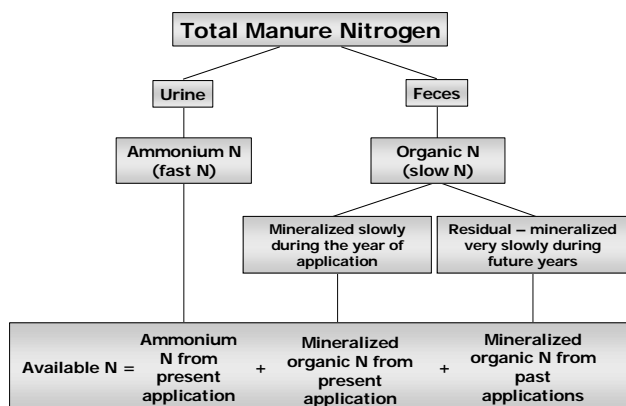 Total Manure Nitrogen
Urine
Feces
Ammonium N
(fast N)
Organic N
(slow N)
Mineralized slowly
during the year of
application
Residual – mineralized
very slowly during
future years
Available N =
Ammonium
N from
present
application
+
Mineralized
organic N from
present
application
+
Mineralized
organic N from
past
applications